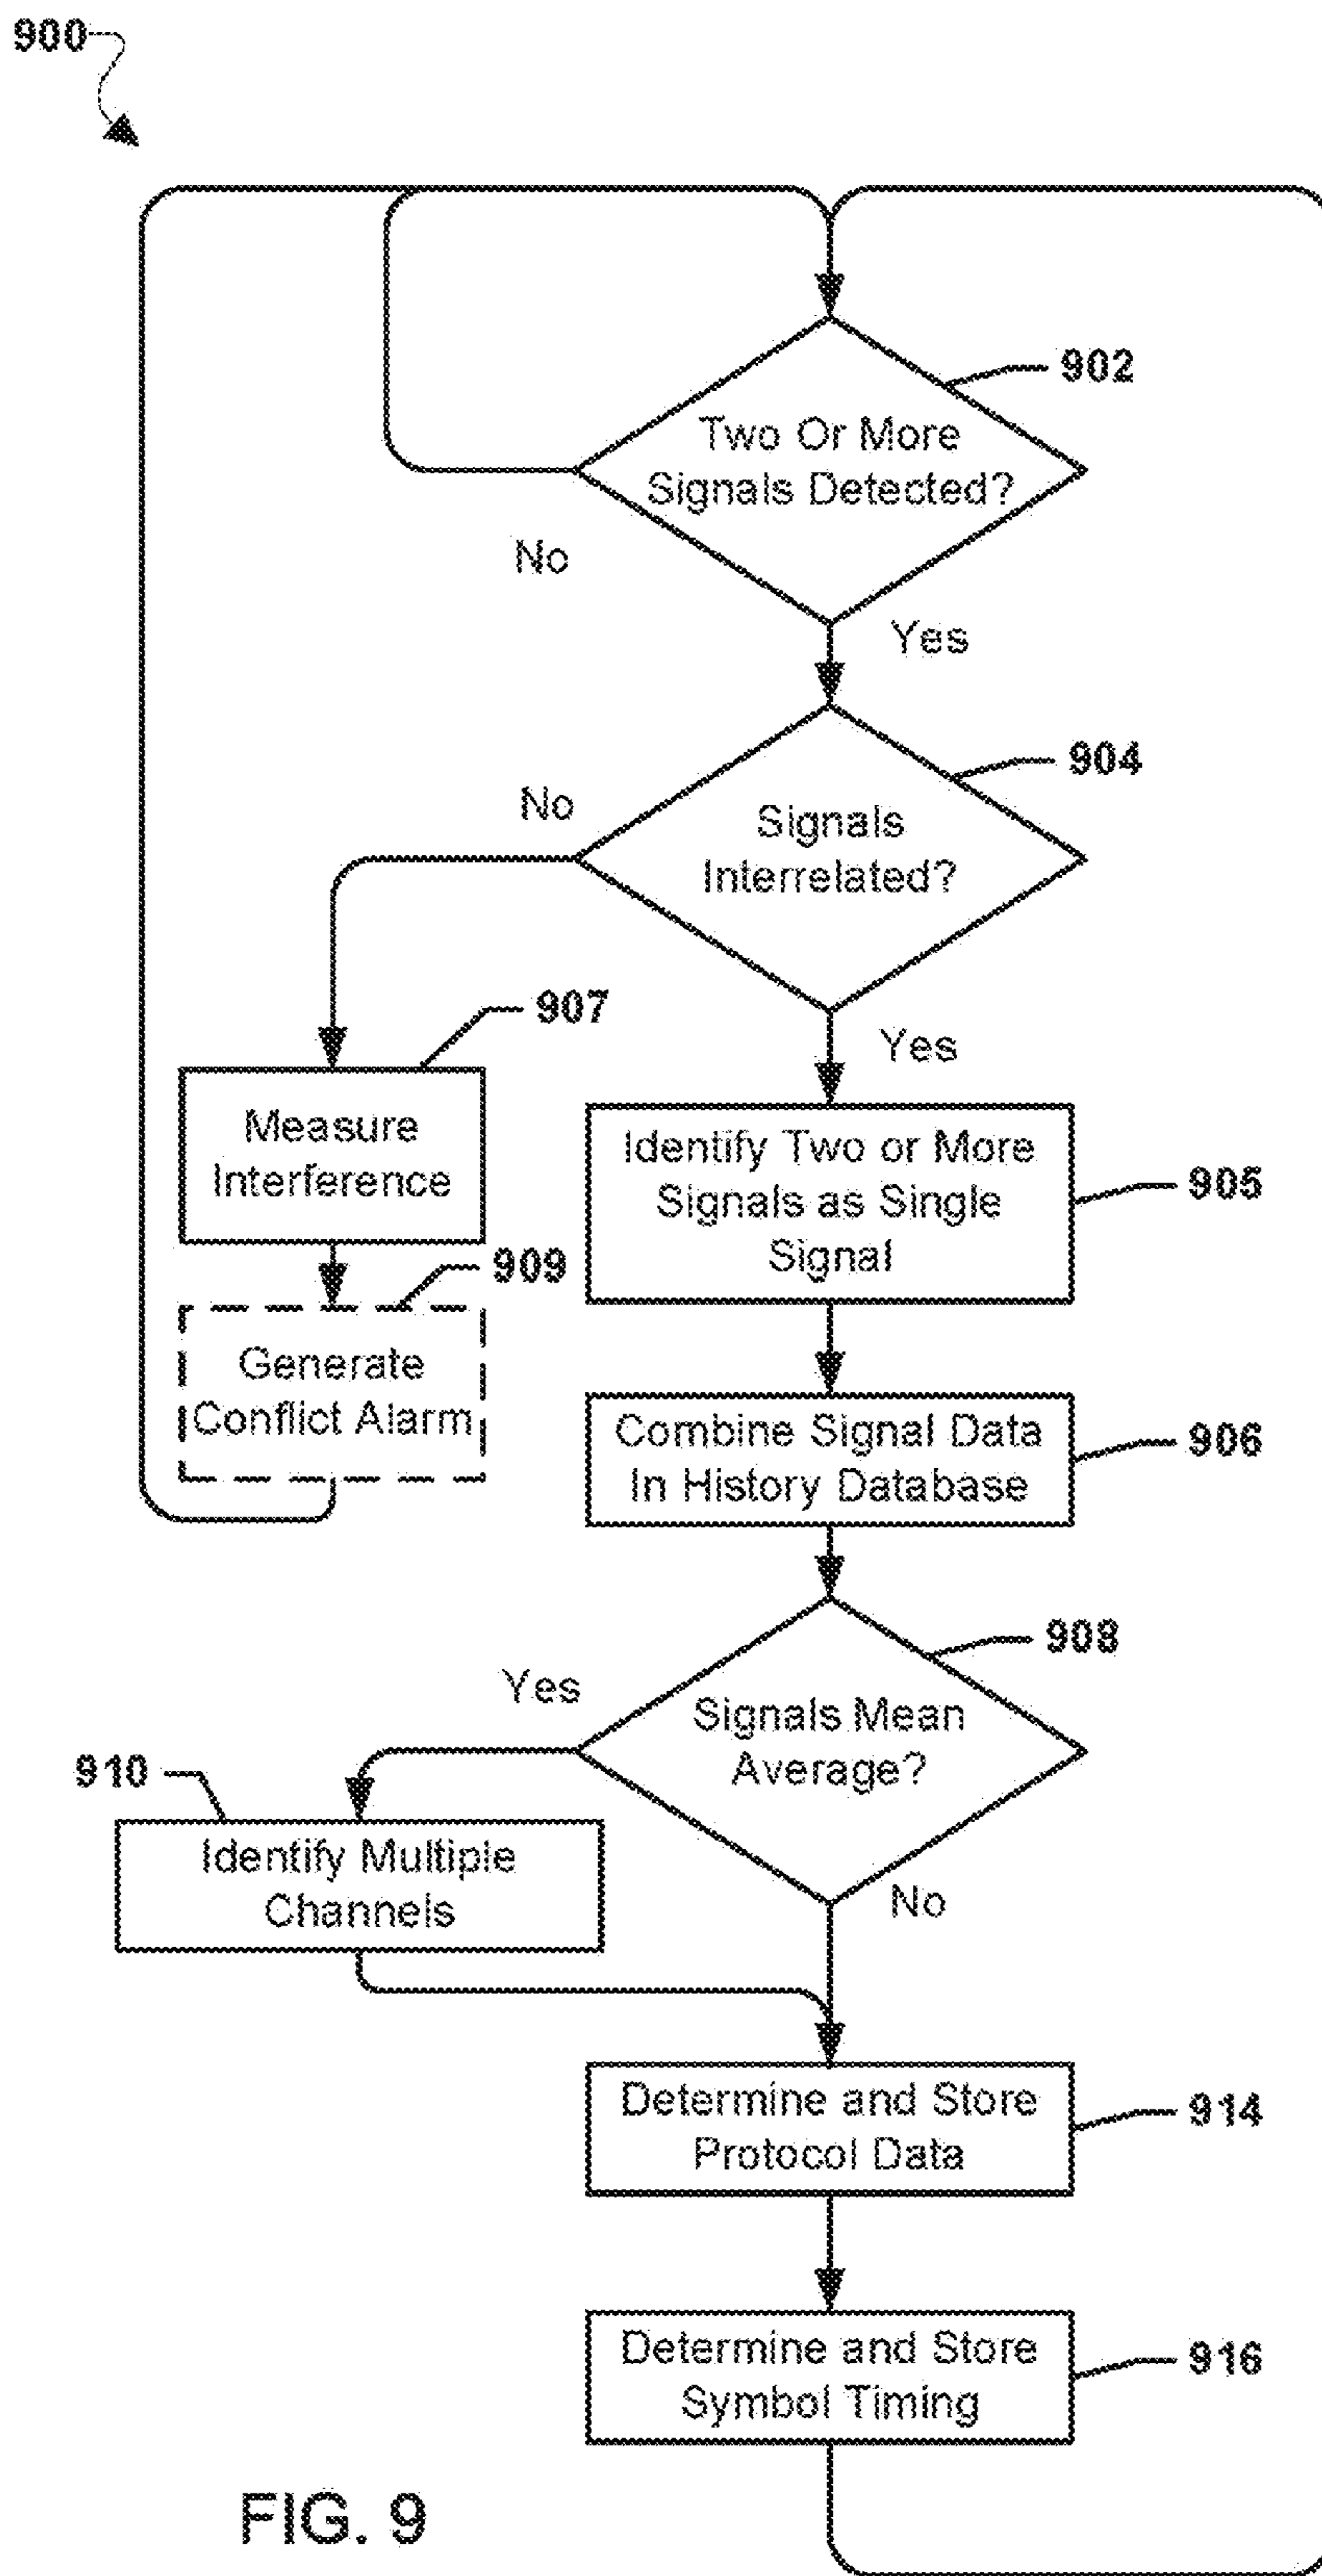 900
902
Two Or More
Signals Detected?
No
Yes
904
No
Signals
Interrelated?
907
Yes
Measure
Interference
Identify Two or More
Signals as Single
Signal
905
909
Generate
Conflict Alarm
Combine Signal Data
In History Database
906
908
Yes
Signals Mean
Average?
910
Identify Multiple
Channels
No
Determine and Store
Protocol Data
914
Determine and Store
Symbol Timing
916
FIG. 9